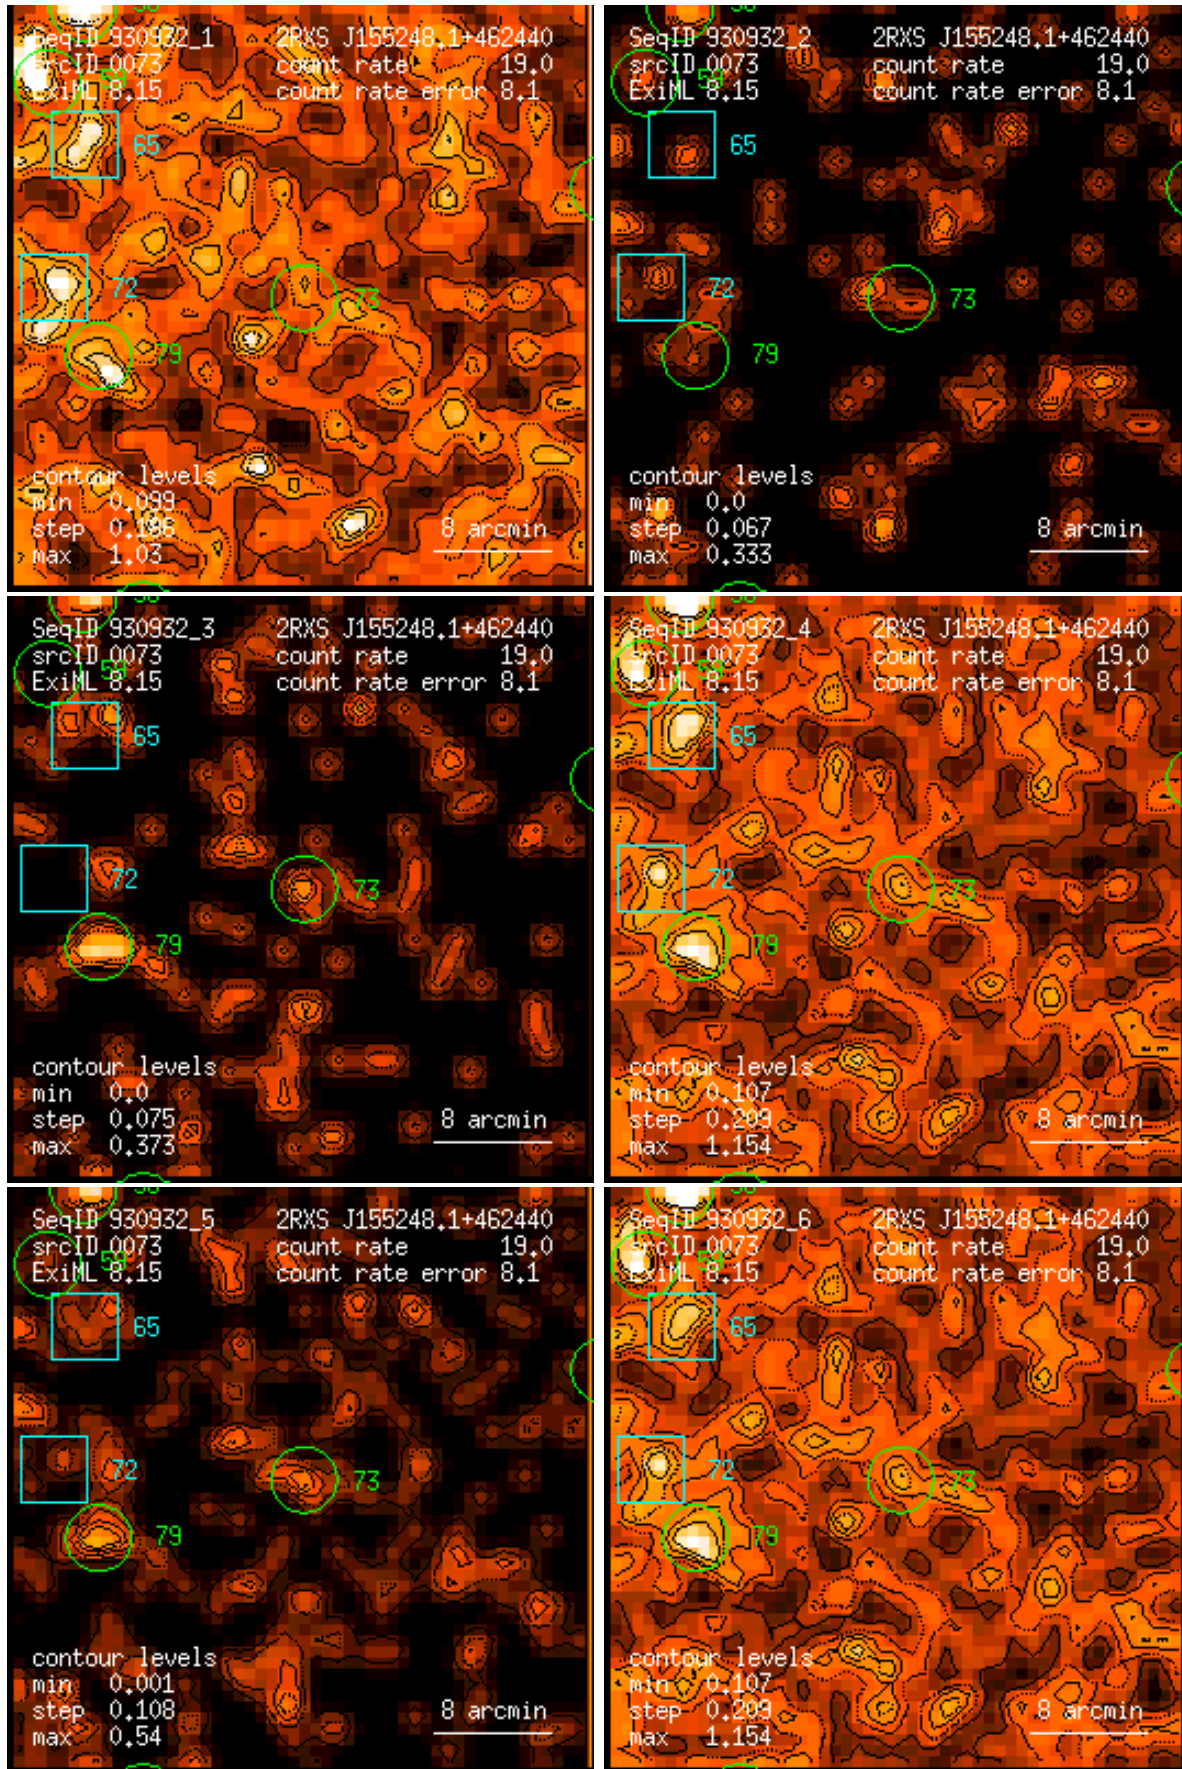 SeqID 930932_1 2RXS J155248.1+462440
srcID 0073 count rate 19.0
59
ExiML 8.15 count rate error 8.1
65
72
73
79
contour levels
min 0.099
step 0.186 8 arcmin
max 1.03
SeqID 930932_2 2RXS J155248.1+462440
srcID 0073 count rate 19.0
59
ExiML 8.15 count rate error 8.1
65
72
73
79
contour levels
min 0.0
step 0.067 8 arcmin
max 0.333
SeqID 930932_3 2RXS J155248.1+462440
srcID 0073 count rate 19.0
59
ExiML 8.15 count rate error 8.1
65
72
73
79
contour levels
min 0.0
step 0.075 8 arcmin
max 0.373
SeqID 930932_4 2RXS J155248.1+462440
srcID 0073 count rate 19.0
59
ExiML 8.15 count rate error 8.1
65
72
73
79
contour levels
min 0.107
step 0.209 8 arcmin
max 1.154
SeqID 930932_5 2RXS J155248.1+462440
srcID 0073 count rate 19.0
59
ExiML 8.15 count rate error 8.1
65
72
73
79
contour levels
min 0.001
step 0.108 8 arcmin
max 0.54
SeqID 930932_6 2RXS J155248.1+462440
srcID 0073 count rate 19.0
59
ExiML 8.15 count rate error 8.1
65
72
73
79
contour levels
min 0.107
step 0.209 8 arcmin
max 1.154